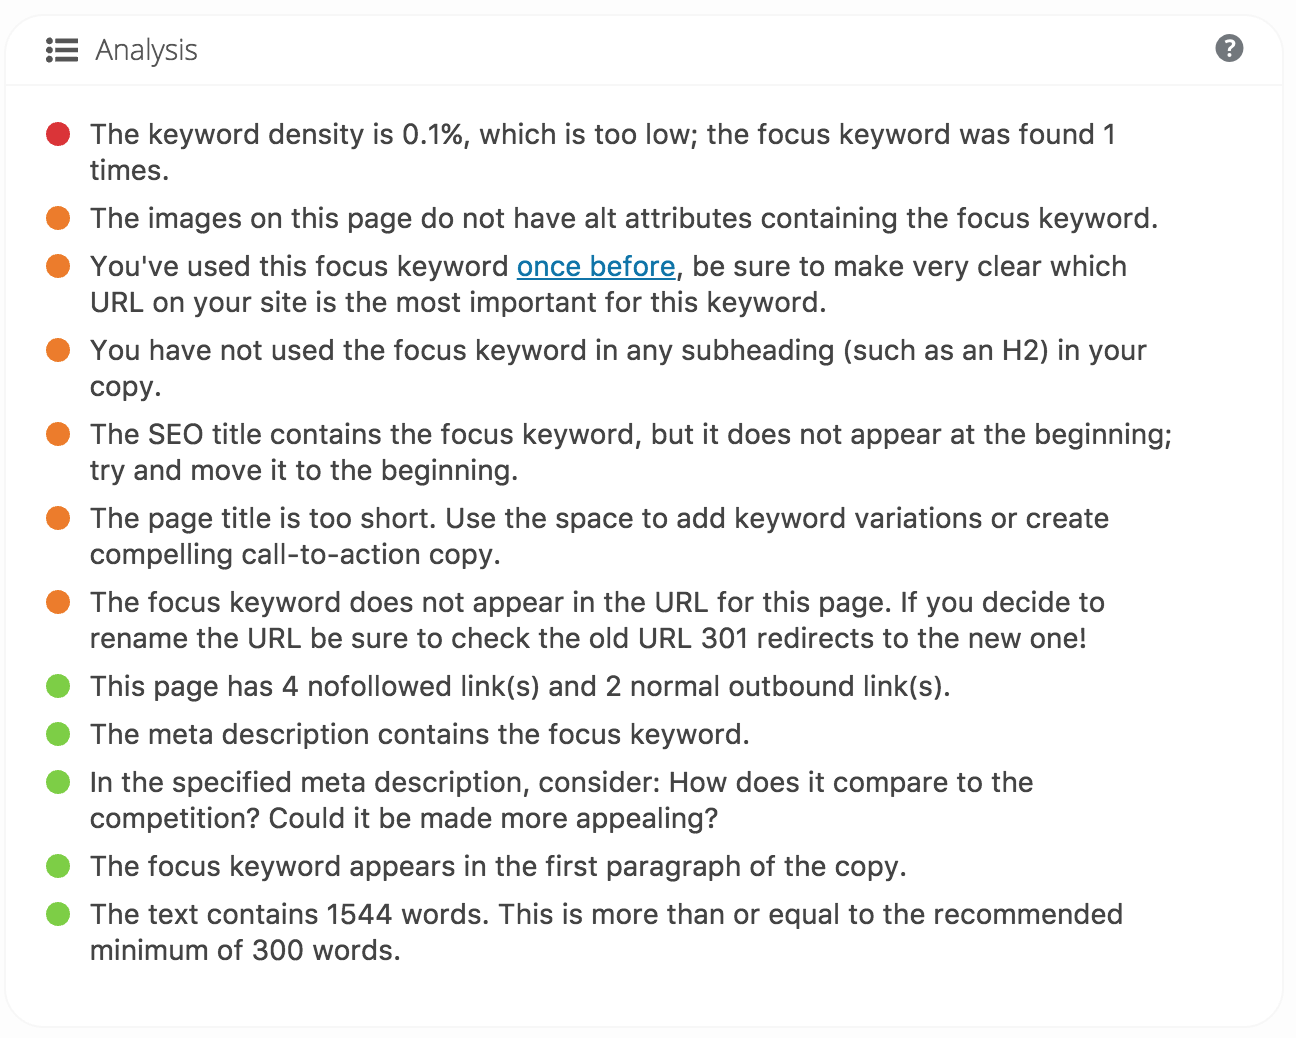 Analysis
?
The keyword density is 0.1%, which is too low; the focus keyword was found 1
times.
The images on this page do not have alt attributes containing the focus keyword.
You've used this focus keyword once before, be sure to make very clear which
URL on your site is the most important for this keyword.
You have not used the focus keyword in any subheading (such as an H2) in your
copy.
The SEO title contains the focus keyword, but it does not appear at the beginning;
try and move it to the beginning.
The page title is too short. Use the space to add keyword variations or create
compelling call-to-action copy.
The focus keyword does not appear in the URL for this page. If you decide to
rename the URL be sure to check the old URL 301 redirects to the new one!
This page has 4 nofollowed link(s) and 2 normal outbound link(s).
The meta description contains the focus keyword.
In the specified meta description, consider: How does it compare to the
competition? Could it be made more appealing?
The focus keyword appears in the first paragraph of the copy.
The text contains 1544 words. This is more than or equal to the recommended
minimum of 300 words.